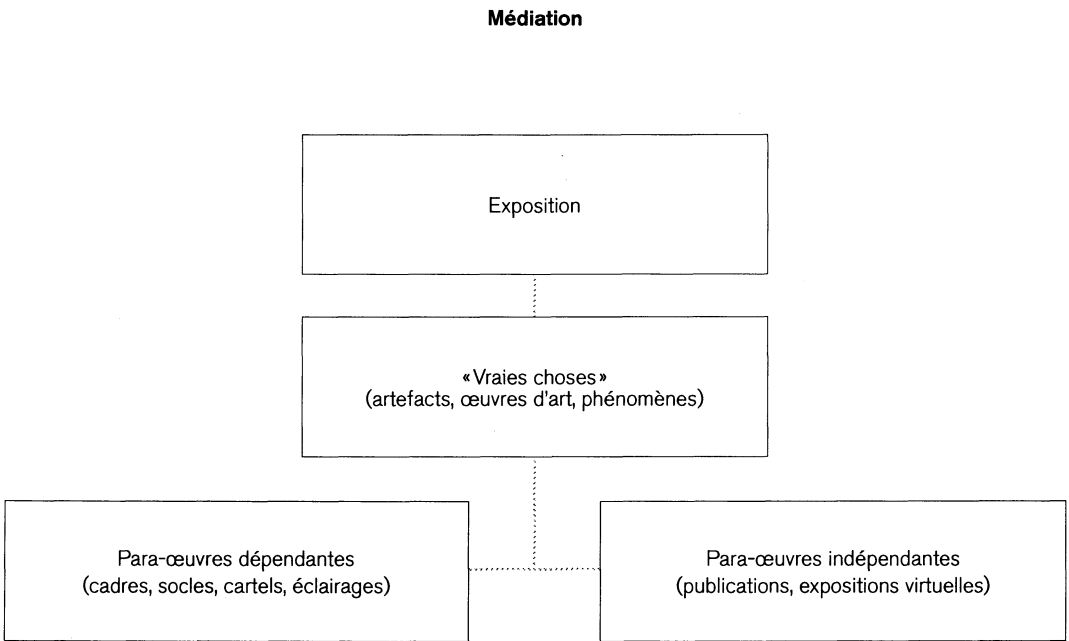 Médiation
Exposition
«Vraies choses»
(artefacts, œuvres d'art, phénomènes)
Para-œuvres dépendantes
(cadres, socles, cartels, éclairages)
Para-œuvres indépendantes
(publications, expositions virtuelles)